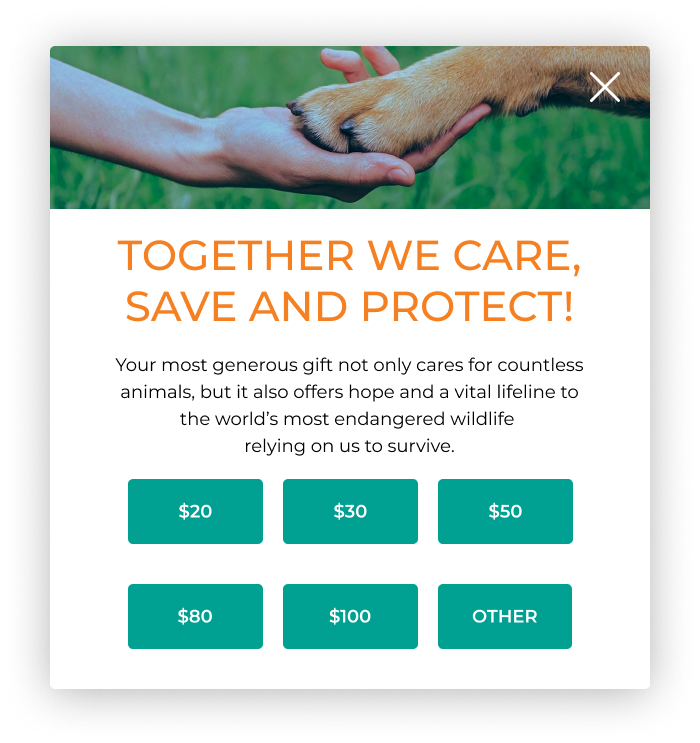 TOGETHER WE CARE,
SAVE AND PROTECT!
Your most generous gift not only cares for countless
animals, but it also offers hope and a vital lifeline to
the world’s most endangered wildlife
relying on us to survive.
$20 $30 $50
$80 $100 OTHER